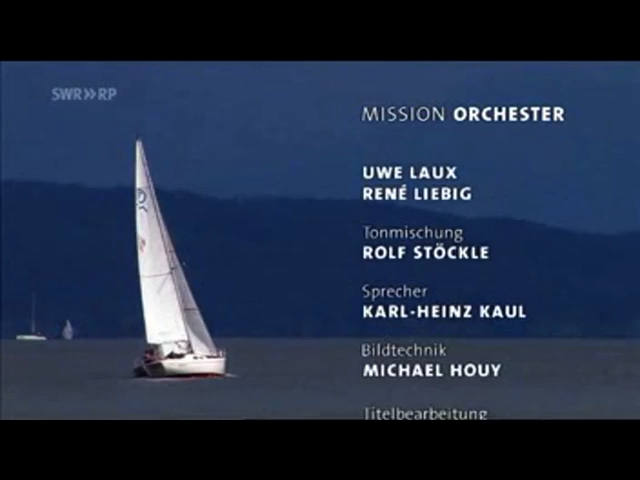 SWR»RP
MISSION ORCHESTER
UWE LAUX
RENÉ LIEBIG
Tonmischung
ROLF STÖCKLE
Sprecher
KARL-HEINZ KAUL
Bildtechnik
MICHAEL HOUY
Titelbearbeitung